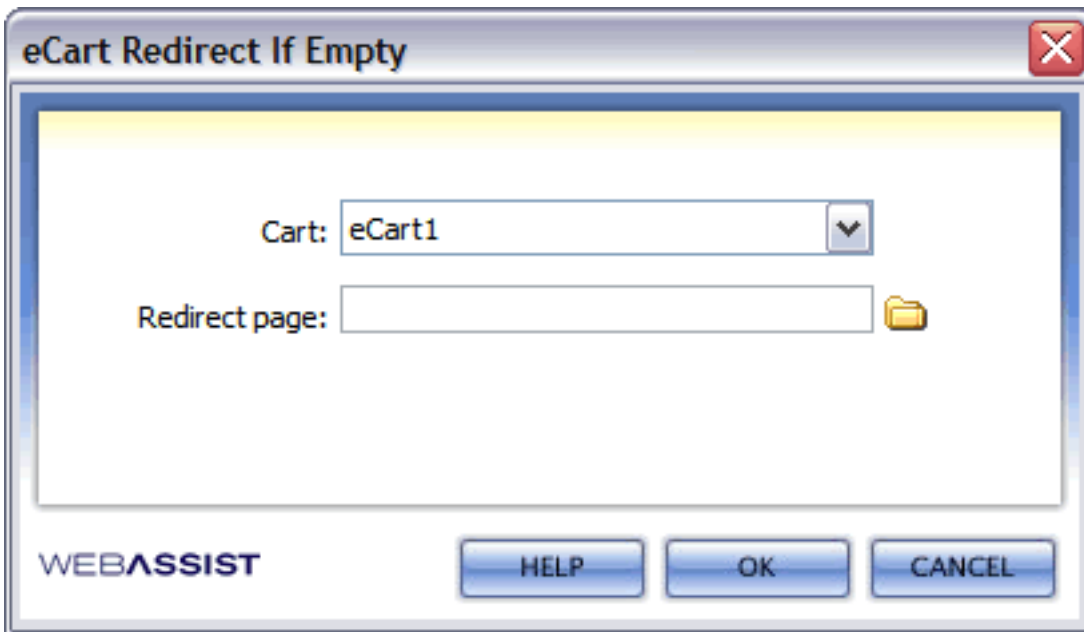 eCart Redirect If Empty
Cart: eCart1
Redirect page:
WEBASSIST HELP OK CANCEL